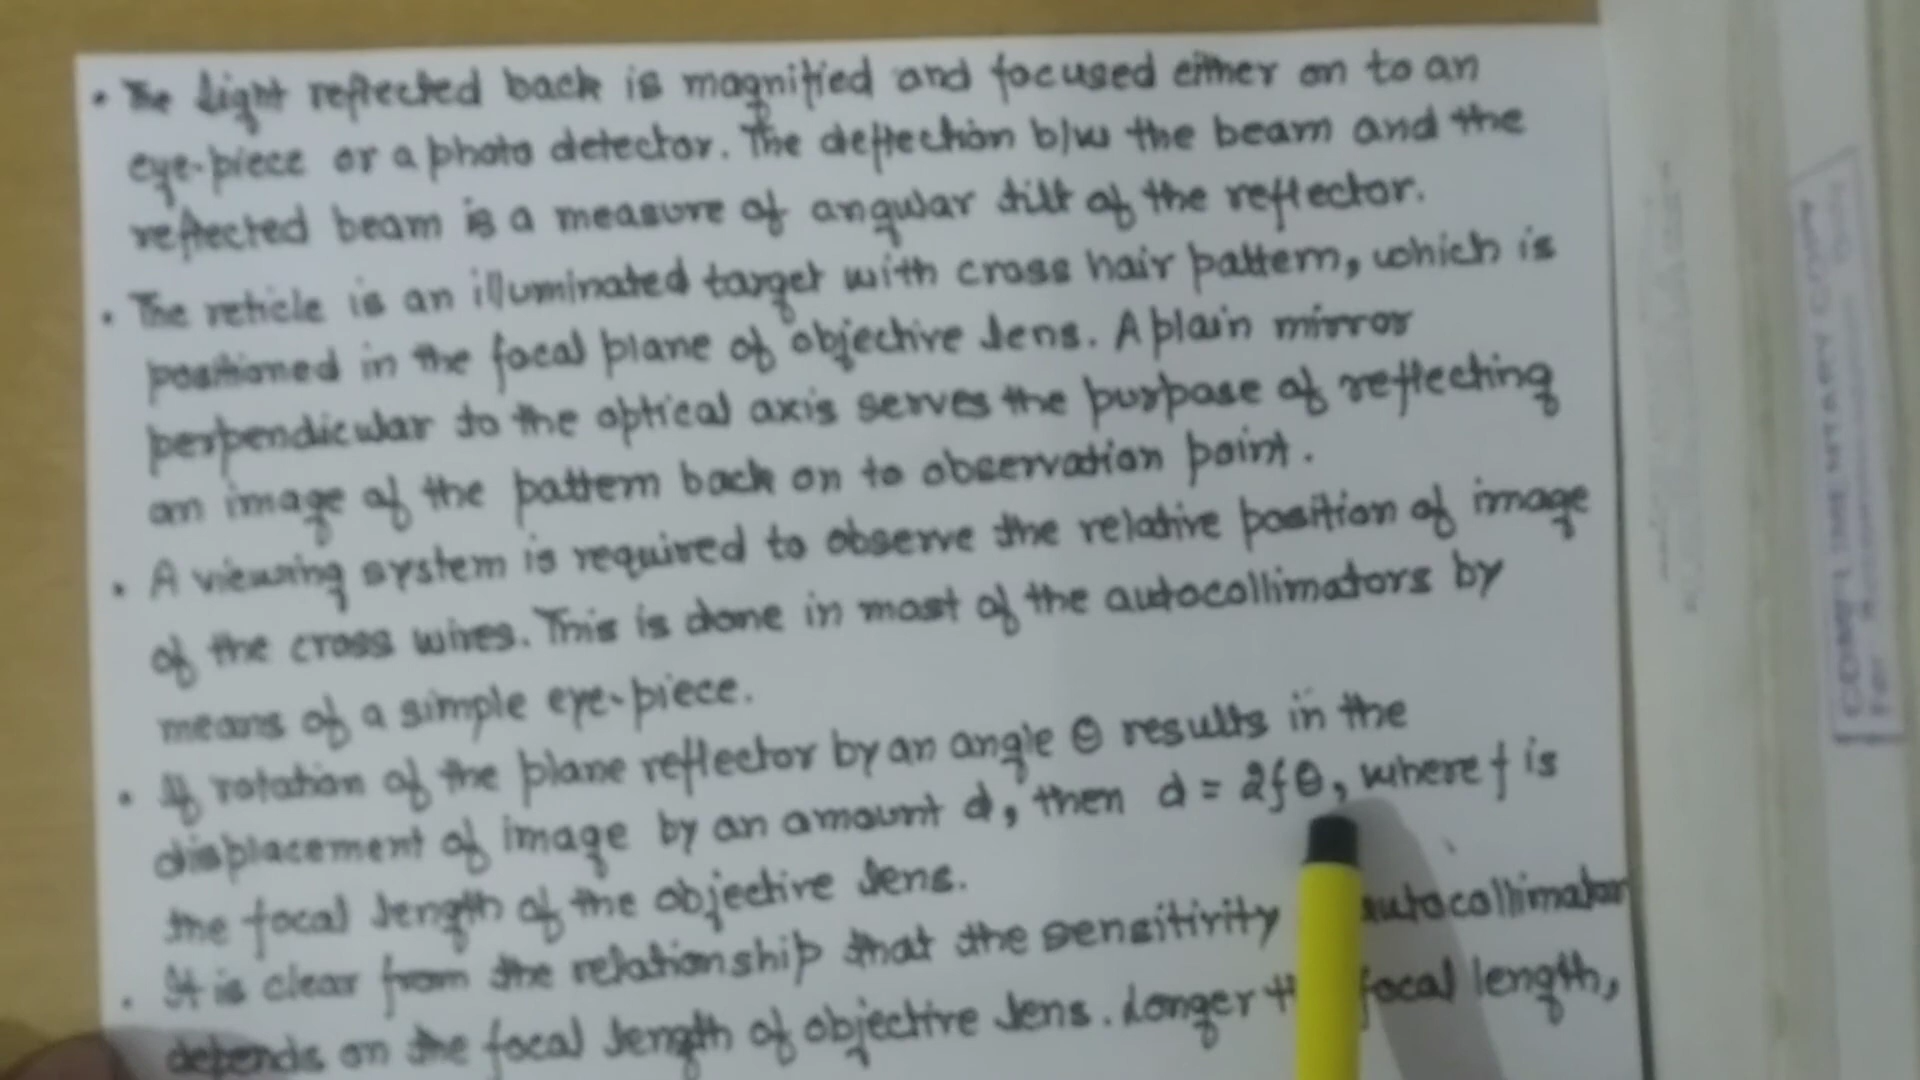 • The light reflected back is magnified and focused either on to an
eye-piece or a photo detector. The deflection b/w the beam and the
reflected beam is a measure of angular tilt of the reflector.
• The reticle is an illuminated target with cross hair pattern, which is
positioned in the focal plane of objective lens. A plain mirror
perpendicular to the optical axis serves the purpose of reflecting
an image of the pattern back on to observation point.
• A viewing system is required to observe the relative position of image
of the cross wires. This is done in most of the autocollimators by
means of a simple eye-piece.
• If rotation of the plane reflector by an angle θ results in the
displacement of image by an amount d, then d = 2fθ, where f is
the focal length of the objective lens.
• It is clear from the relationship that the sensitivity autocollimator
depends on the focal length of objective lens. Longer focal length,